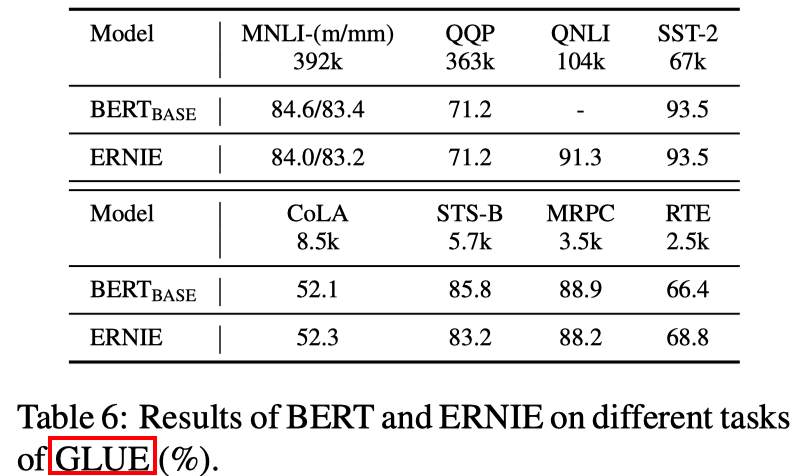 Model MNLI-(m/mm) QQP QNLI SST-2
392k 363k 104k 67k
BERTBASE 84.6/83.4 71.2 - 93.5
ERNIE 84.0/83.2 71.2 91.3 93.5
Model CoLA STS-B MRPC RTE
8.5k 5.7k 3.5k 2.5k
BERTBASE 52.1 85.8 88.9 66.4
ERNIE 52.3 83.2 88.2 68.8
Table 6: Results of BERT and ERNIE on different tasks
of GLUE (%).